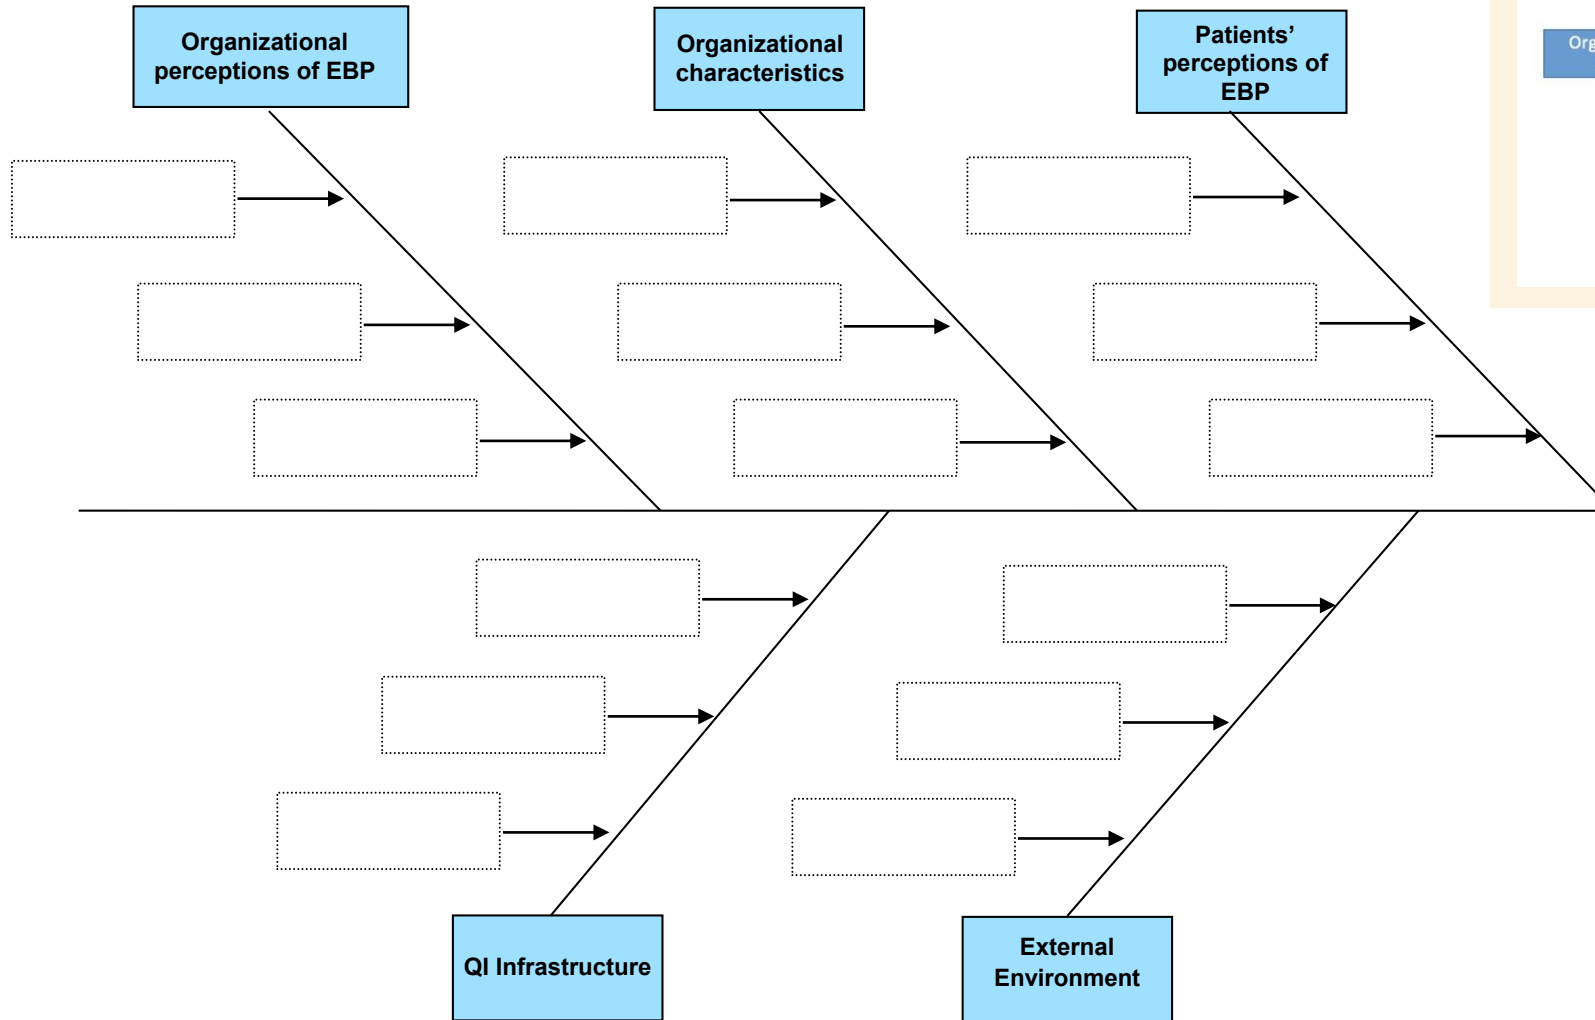 Organizational
perceptions of EBP
Organizational
characteristics
Patients’
perceptions of
EBP
QI Infrastructure
External
Environment